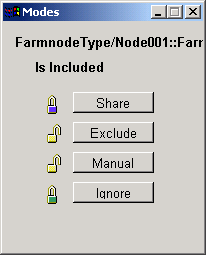 Modes
FarmnodeType/Node001::Farr
Is Included
Share
Exclude
Manual
Ignore